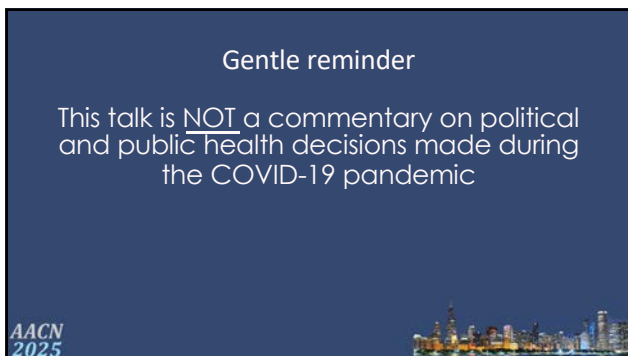 Gentle reminder
This talk is NOT a commentary on political
and public health decisions made during
the COVID-19 pandemic
AACN
2025